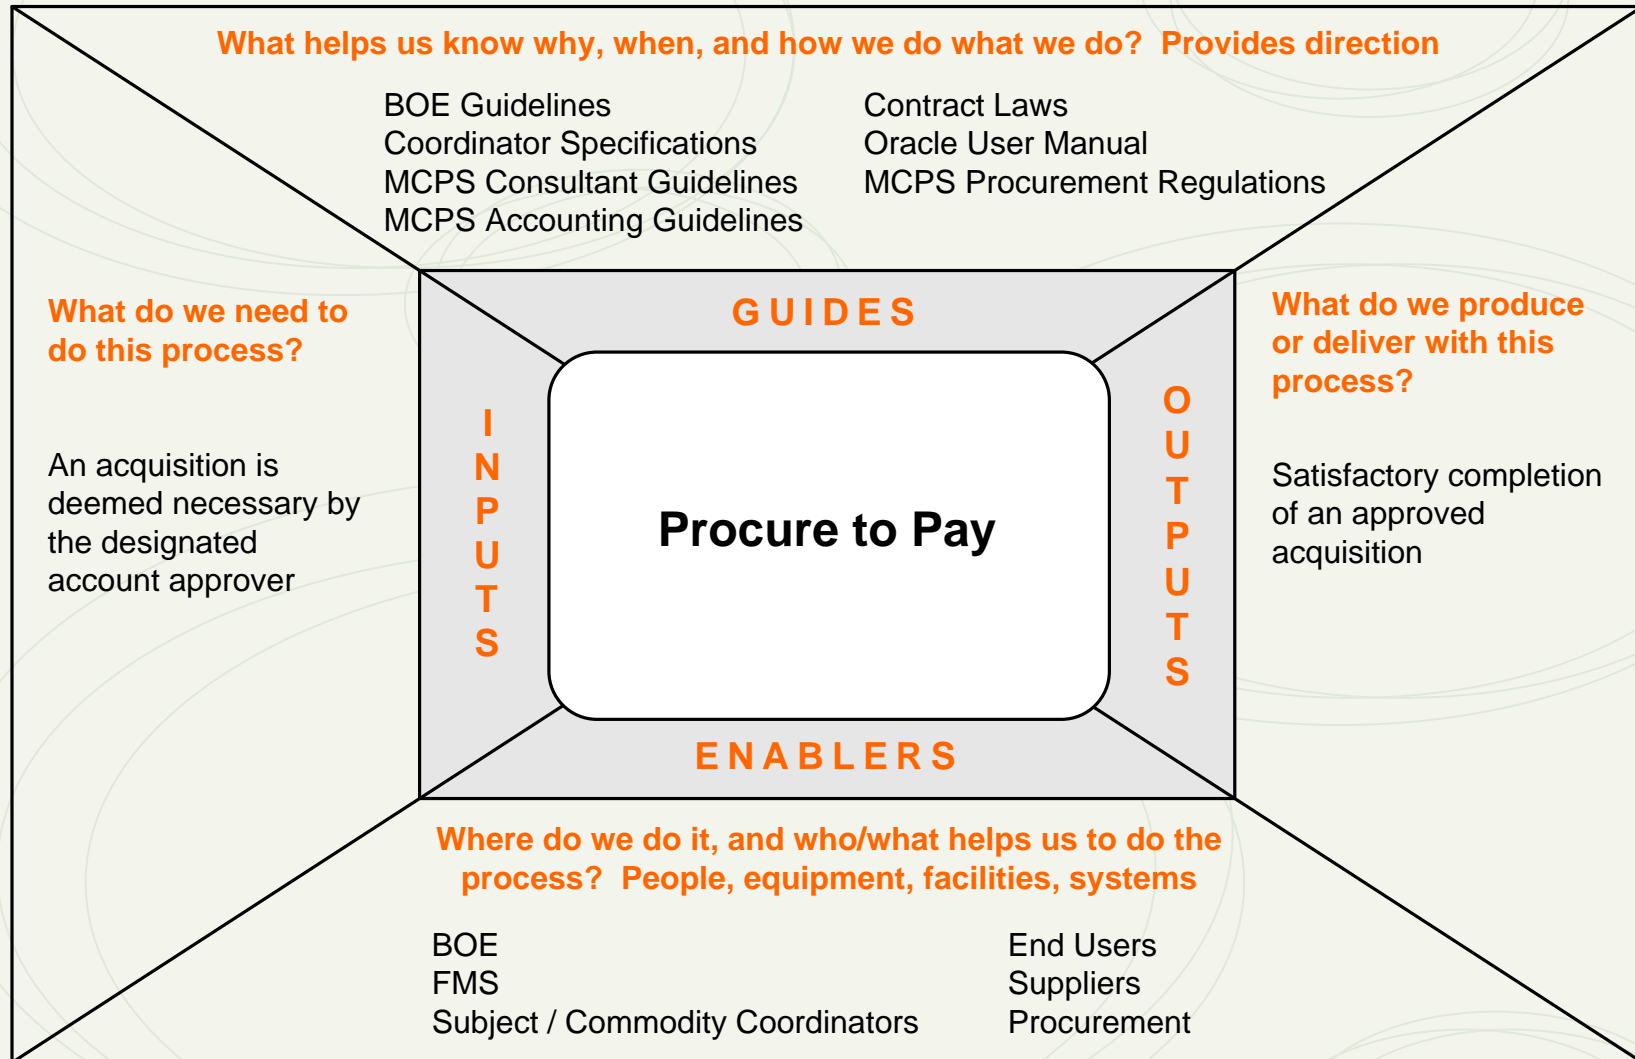 What helps us know why, when, and how we do what we do?  Provides direction
BOE Guidelines
Coordinator Specifications
MCPS Consultant Guidelines
MCPS Accounting Guidelines
Contract Laws
Oracle User Manual
MCPS Procurement Regulations
GUIDES
What do we need to
do this process?
An acquisition is
deemed necessary by
the designated
account approver
INPUTS
Procure to Pay
OUTPUTS
What do we produce
or deliver with this
process?
Satisfactory completion
of an approved
acquisition
ENABLERS
Where do we do it, and who/what helps us to do the
process?  People, equipment, facilities, systems
BOE
FMS
Subject / Commodity Coordinators
End Users
Suppliers
Procurement